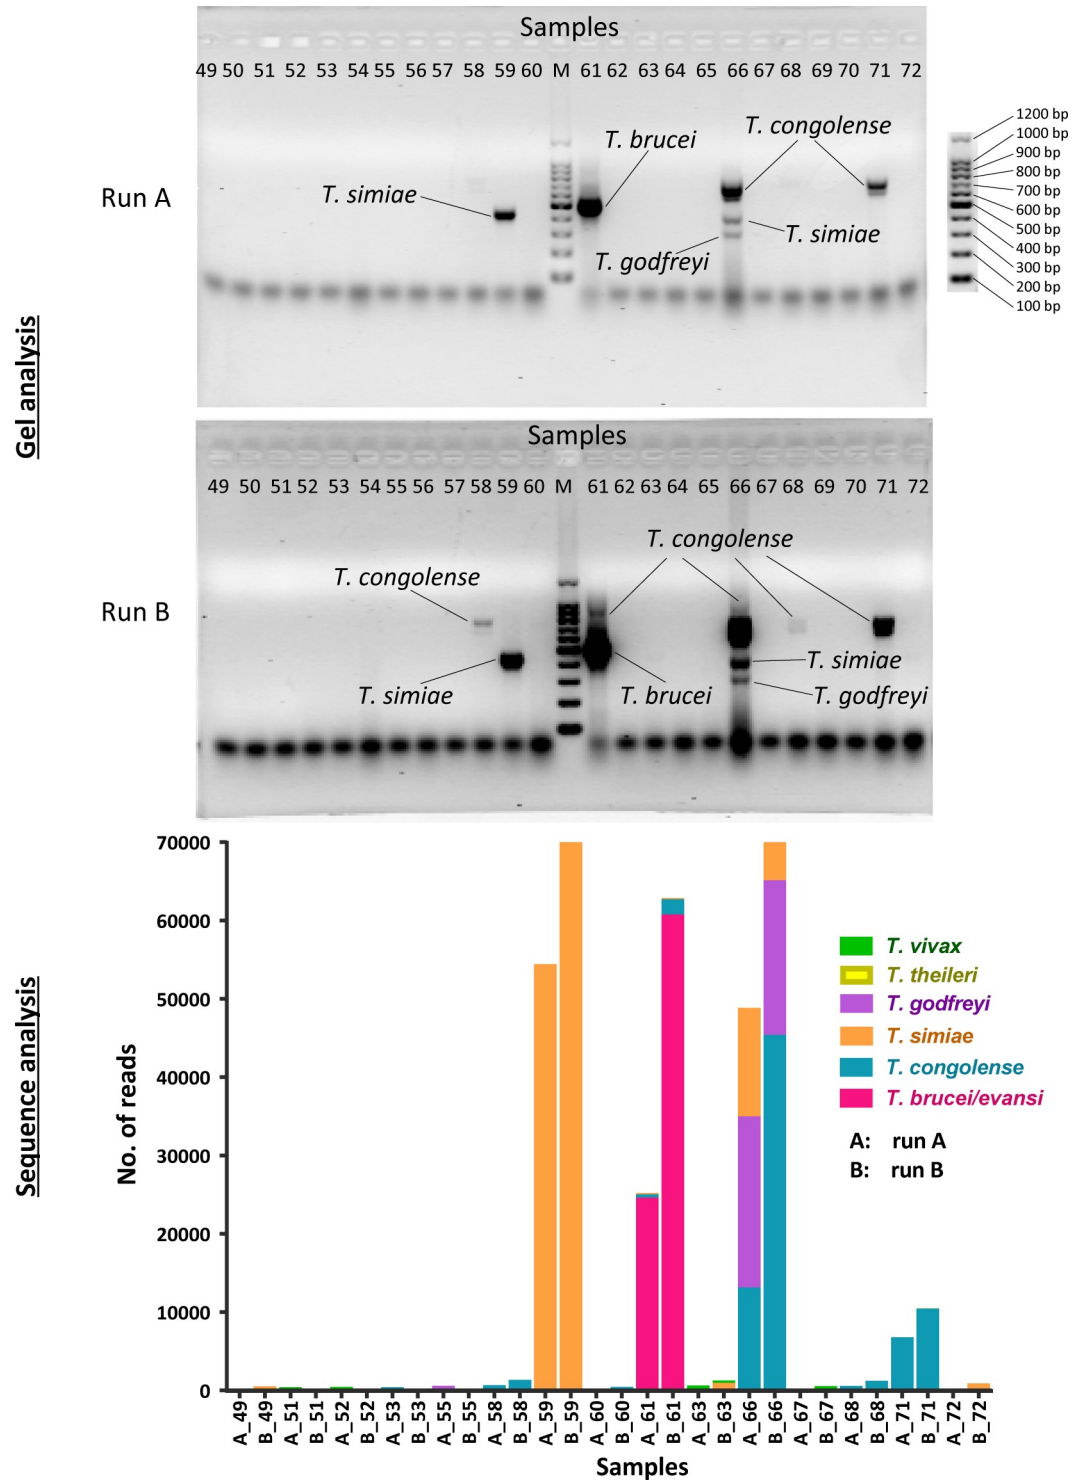 Samples
49 50 51 52 53 54 55 56 57 58 59 60 M 61 62 63 64 65 66 67 68 69 70 71 72
T. congolense
T. brucei
T. simiae
T. simiae
T. godfreyi
Run A
1200 bp
1000 bp
900 bp
800 bp
700 bp
600 bp
500 bp
400 bp
300 bp
200 bp
100 bp
Gel analysis
Samples
49 50 51 52 53 54 55 56 57 58 59 60 M 61 62 63 64 65 66 67 68 69 70 71 72
T. congolense
T. congolense
Run B
T. simiae
T. simiae
T. brucei
T. godfreyi
Sequence analysis
No. of reads
70000
60000
50000
40000
30000
20000
10000
0
T. vivax
T. theileri
T. godfreyi
T. simiae
T. congolense
T. brucei/evansi
A: run A
B: run B
A_49
B_49
A_51
B_51
A_52
B_52
A_53
B_53
A_55
B_55
A_58
B_58
A_59
B_59
A_60
B_60
A_61
B_61
A_63
B_63
A_66
B_66
A_67
B_67
A_68
B_68
A_71
B_71
A_72
B_72
Samples